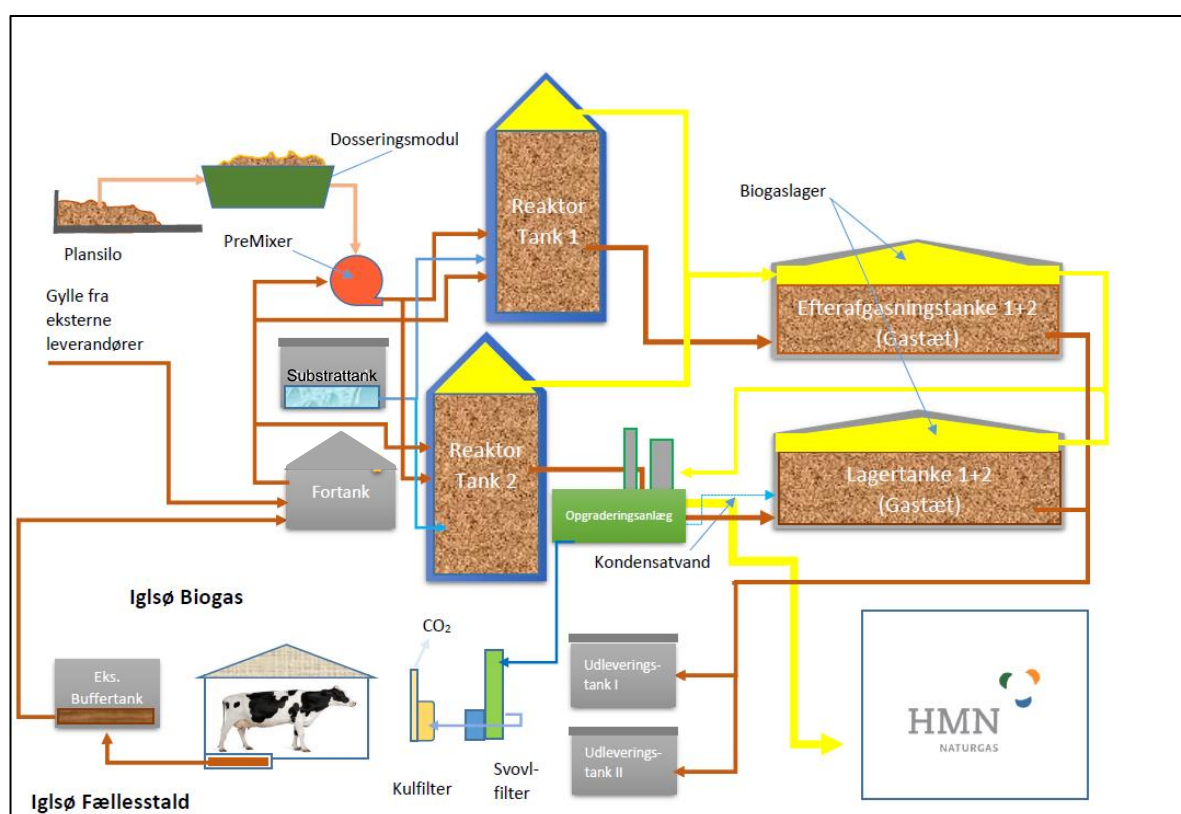 Dosseringsmodul
Plansilo
PreMixer
Gylle fra
eksterne
leverandører
Substrattank
Fortank
Reaktor
Tank 1
Reaktor
Tank 2
Biogaslager
Efterafgasningstanke 1+2
(Gastæt)
Lagertanke 1+2
(Gastæt)
Opgraderingsanlæg
Kondensatvand
Iglsø Biogas
CO₂
Eks.
Buffertank
Kulfilter
Svovl-
filter
Udleverings-
tank I
Udleverings-
tank II
HMN
NATURGAS
Iglsø Fællesstald